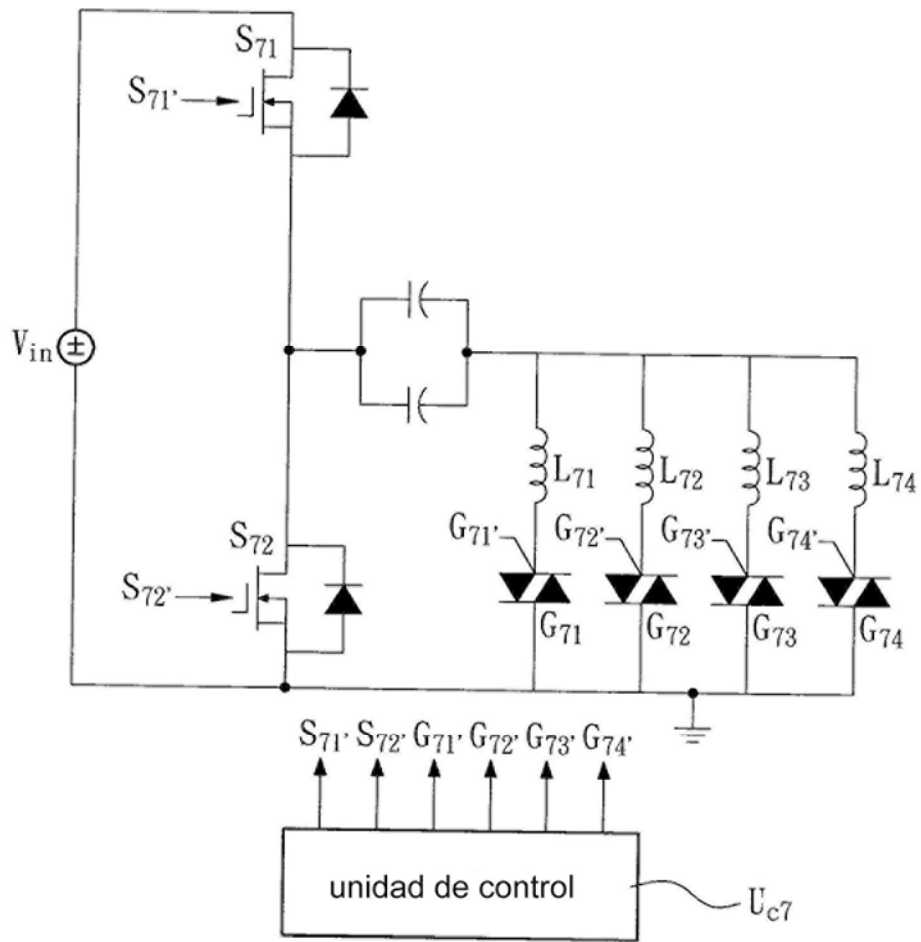 S71
S71'
Vin
±
L71 L72 L73 L74
G71' G72' G73' G74'
S72
S72'
G71 G72 G73 G74
S71' S72' G71' G72' G73' G74'
unidad de control
Uc7